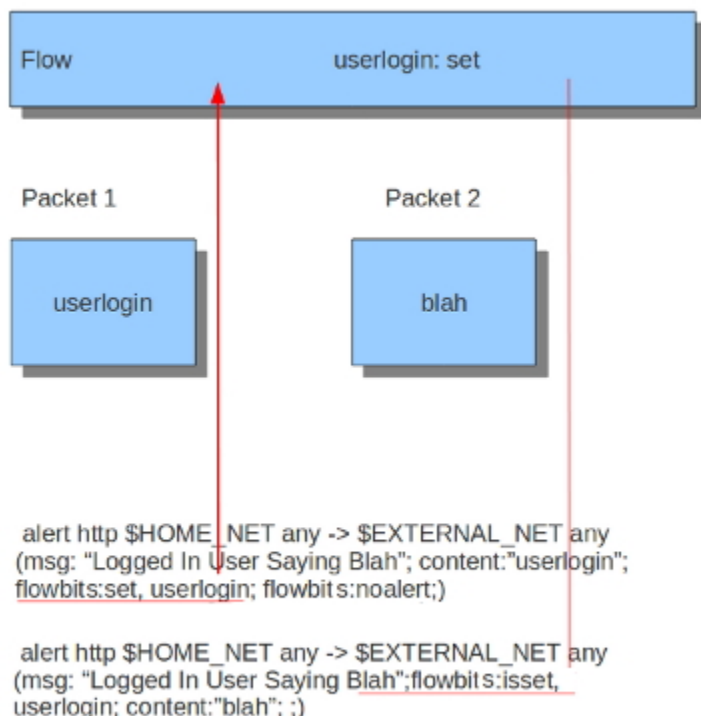 Flow userlogin: set
Packet 1 Packet 2
userlogin blah
alert http $HOME_NET any -> $EXTERNAL_NET any
(msg: “Logged In User Saying Blah”; content:”userlogin”;
flowbits:set, userlogin; flowbits:noalert;)
alert http $HOME_NET any -> $EXTERNAL_NET any
(msg: “Logged In User Saying Blah”;flowbits:isset,
userlogin; content:”blah”; ;)